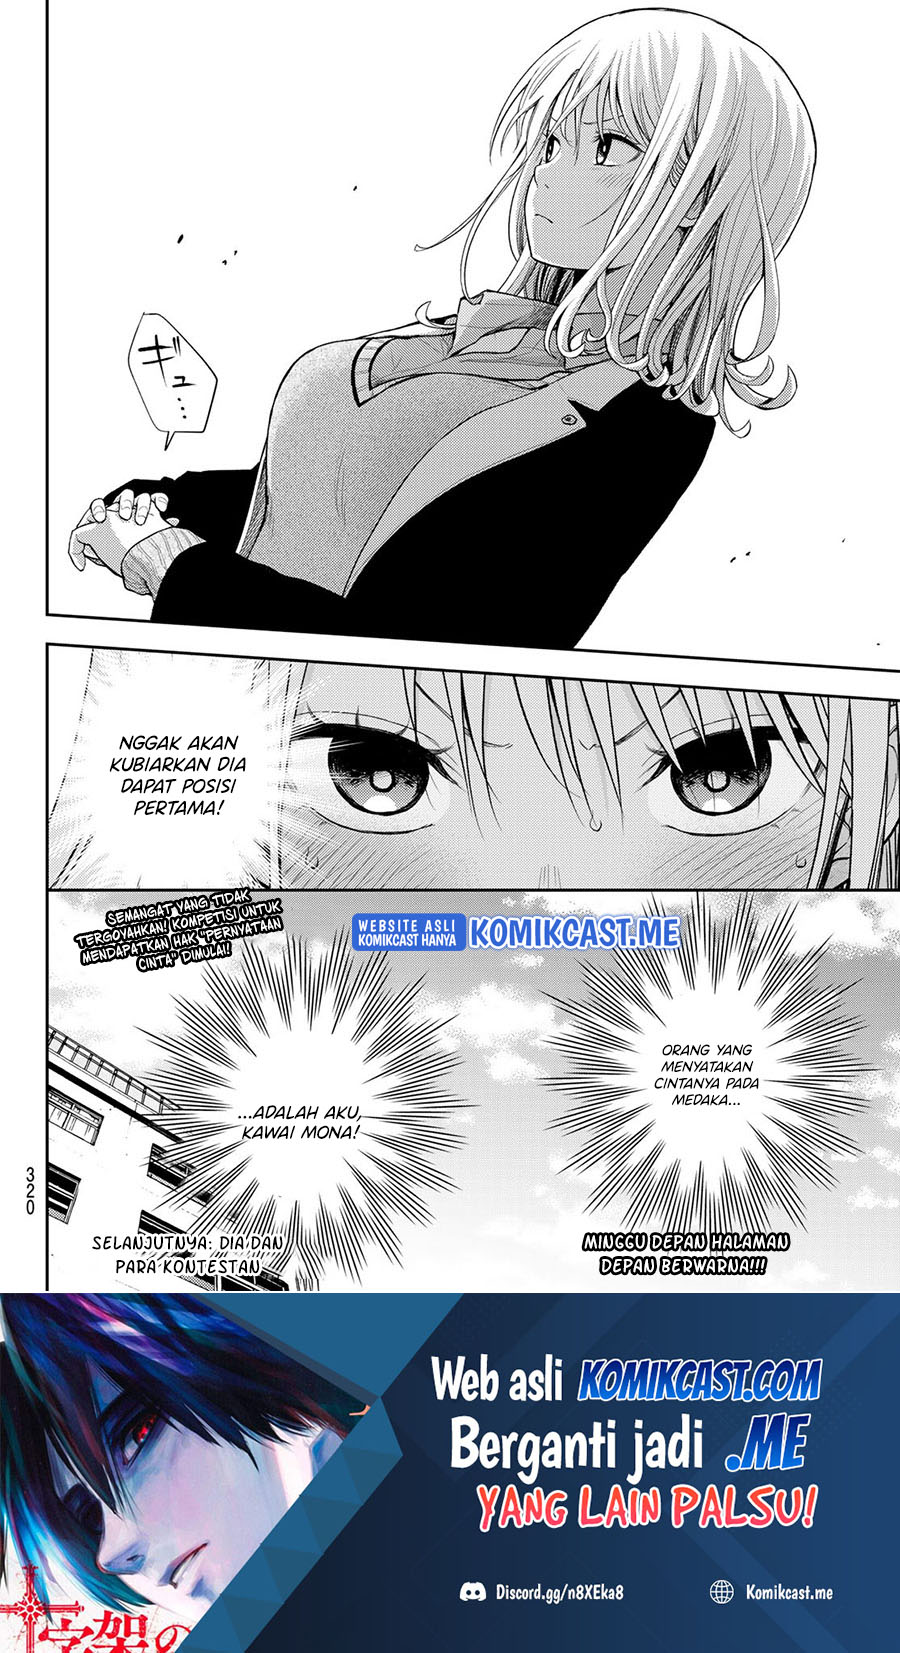 ギュ…
NGGAK AKAN
KUBIARKAN DIA
DAPAT POSISI
PERTAMA!
SEMANGAT YANG TIDAK
TERGOYAHKAN! KOMPETISI UNTUK
MENDAPATKAN HAK "PERNYATAAN
CINTA" DIMULAI!
WEBSITE ASLI
KOMIKCAST HANYA
KOMIKCAST.ME
ORANG YANG
MENYATAKAN
CINTANYA PADA
MEDAKA...
...ADALAH AKU,
KAWAI MONA!
320
MINGGU DEPAN HALAMAN
DEPAN BERWARNA!!!
SELANJUTNYA: DIA DAN
PARA KONTESTAN
Web asli KOMIKCAST.COM
Berganti jadi .ME
YANG LAIN PALSU!
Discord.gg/n8XEka8
Komikcast.me
字架の